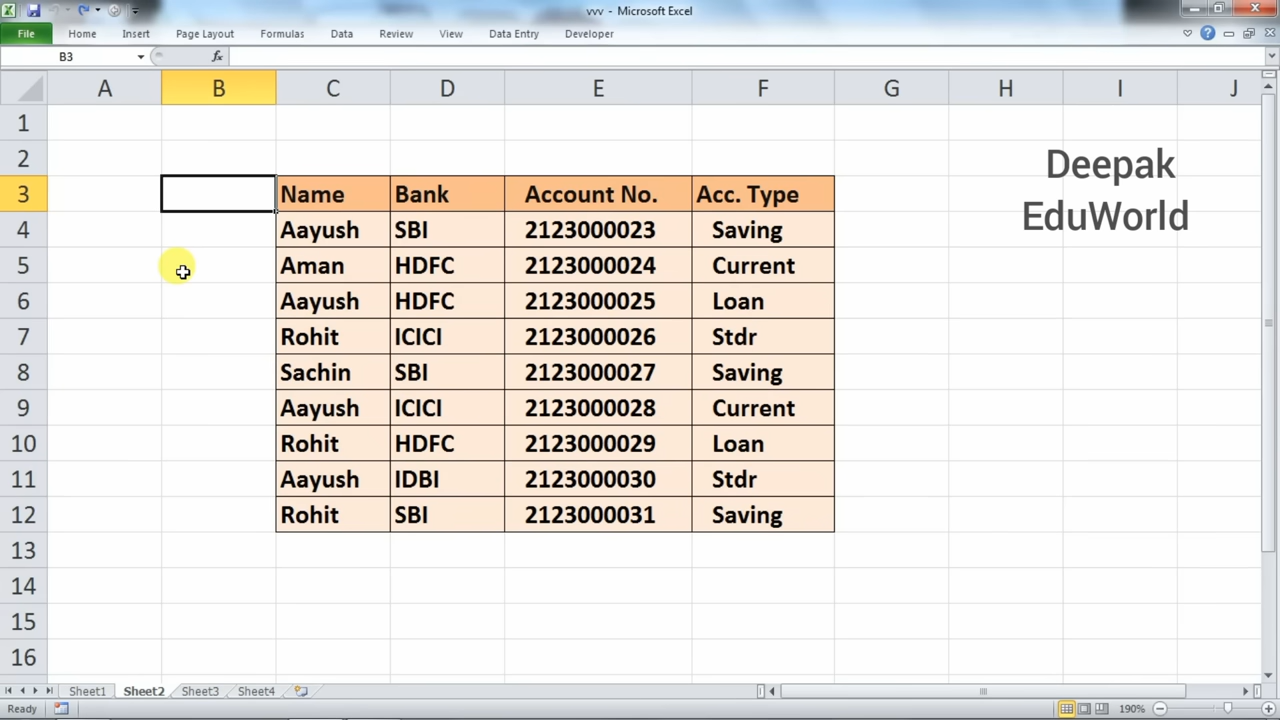 vvv - Microsoft Excel
File Home Insert Page Layout Formulas Data Review View Data Entry Developer
B3 fx
A B C D E F G H I J
1
2
Deepak
EduWorld
3 Name Bank Account No. Acc. Type
4 Aayush SBI 2123000023 Saving
5 Aman HDFC 2123000024 Current
6 Aayush HDFC 2123000025 Loan
7 Rohit ICICI 2123000026 Stdr
8 Sachin SBI 2123000027 Saving
9 Aayush ICICI 2123000028 Current
10 Rohit HDFC 2123000029 Loan
11 Aayush IDBI 2123000030 Stdr
12 Rohit SBI 2123000031 Saving
13
14
15
16
Sheet1 Sheet2 Sheet3 Sheet4
Ready 190%